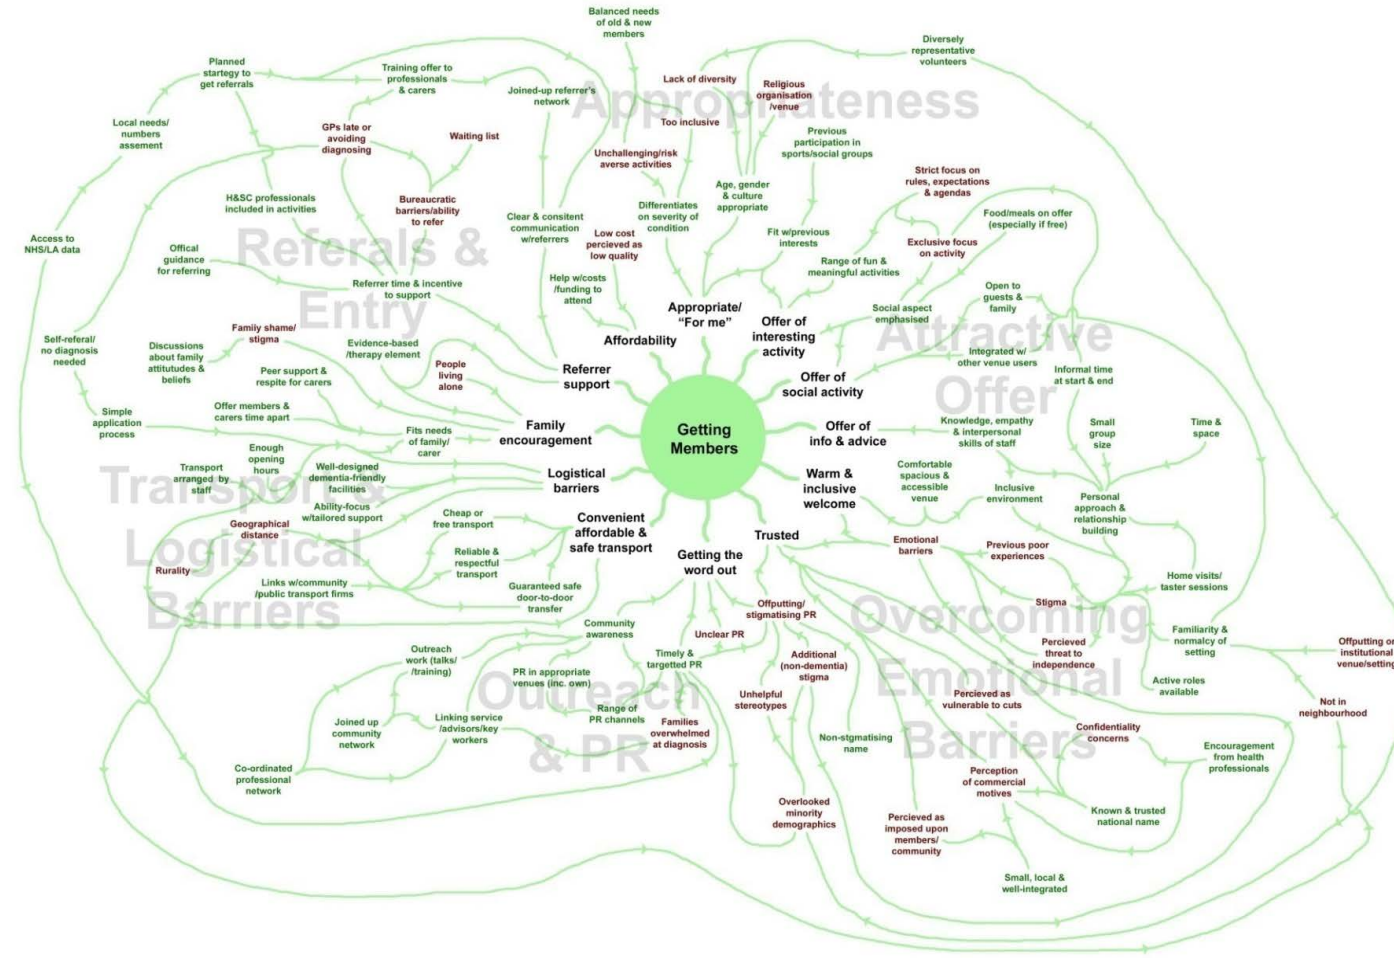 Balanced needs
of old & new
members
Diversely
representative
volunteers
Planned
startegy to
get referrals
Training offer to
professionals
& carers
Joined-up referrer's
network
Lack of diversity
Religious
organisation
/venue
Appropriateness
Local needs/
numbers
assement
GPs late or
avoiding
diagnosing
Waiting list
Too inclusive
Previous
participation in
sports/social groups
Unchallenging/risk
averse activities
Strict focus on
rules, expectations
& agendas
H&SC professionals
included in activities
Bureaucratic
barriers/ability
to refer
Clear & consitent
communication
w/referrers
Differentiates
on severity of
condition
Age, gender
& culture
appropriate
Food/meals on offer
(especially if free)
Access to
NHS/LA data
Offical
guidance
for referring
Referals &
Entry
Low cost
percieved as
low quality
Fit w/previous
interests
Exclusive focus
on activity
Range of fun &
meaningful activities
Referrer time & incentive
to support
Help w/costs
/funding to
attend
Open to
guests &
family
Social aspect
emphasised
Attractive
Offer
Appropriate/
“For me”
Offer of
interesting
activity
Affordability
Self-referal/
no diagnosis
needed
Discussions
about family
attitutudes &
beliefs
Family shame/
stigma
Evidence-based
/therapy element
People
living
alone
Referrer
support
Offer of
social activity
Integrated w/
other venue users
Informal time
at start & end
Peer support &
respite for carers
Simple
application
process
Offer members &
carers time apart
Fits needs
of family/
carer
Family
encouragement
Getting
Members
Offer of
info & advice
Knowledge, empathy
& interpersonal
skills of staff
Small
group
size
Time &
space
Transport &
Logistical
Barriers
Enough
opening
hours
Transport
arranged by
staff
Well-designed
dementia-friendly
facilities
Ability-focus
w/tailored support
Logistical
barriers
Warm &
inclusive
welcome
Comfortable
spacious &
accessible
venue
Inclusive
environment
Personal
approach &
relationship
building
Geographical
distance
Cheap or
free transport
Convenient
affordable &
safe transport
Trusted
Emotional
barriers
Previous poor
experiences
Rurality
Links w/community
/public transport firms
Reliable &
respectful
transport
Guaranteed safe
door-to-door
transfer
Getting the
word out
Home visits/
taster sessions
Overcoming
Emotional
Barriers
Stigma
Offputting/
stigmatising PR
Community
awareness
Unclear PR
Percieved
threat to
independence
Familiarity &
normalcy of
setting
Offputing or
institutional
venue/setting
Outreach
work (talks/
/training)
Outreach
& PR
PR in appropriate
venues (inc. own)
Timely &
targetted PR
Additional
(non-dementia)
stigma
Active roles
available
Unhelpful
stereotypes
Percieved as
vulnerable to cuts
Not in
neighbourhood
Joined up
community
network
Linking service
/advisors/key
workers
Range of
PR channels
Families
overwhelmed
at diagnosis
Non-stgmatising
name
Confidentiality
concerns
Encouragement
from health
professionals
Co-ordinated
professional
network
Perception
of commercial
motives
Overlooked
minority
demographics
Percieved as
imposed upon
members/
community
Known & trusted
national name
Small, local &
well-integrated